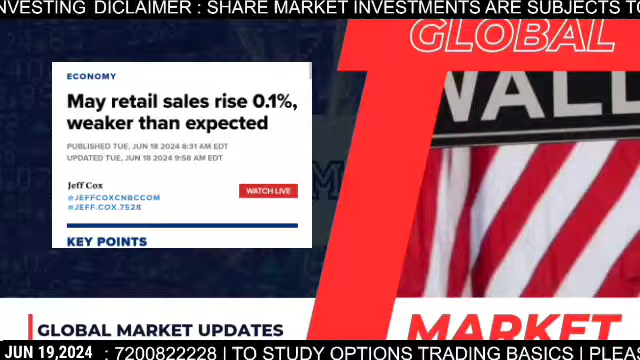 NVESTING DICLAIMER : SHARE MARKET INVESTMENTS ARE SUBJECTS TO
GLOBAL
WALL
ECONOMY
May retail sales rise 0.1%,
weaker than expected
PUBLISHED TUE, JUN 18 2024 8:31 AM EDT
UPDATED TUE, JUN 18 2024 9:58 AM EDT
Jeff Cox
@JEFFCOXCNBCCOM
#JEFF.COX.7528
WATCH LIVE
KEY POINTS
GLOBAL MARKET UPDATES
MARKET
JUN 19,2024
: 7200822228 | TO STUDY OPTIONS TRADING BASICS | PLEA